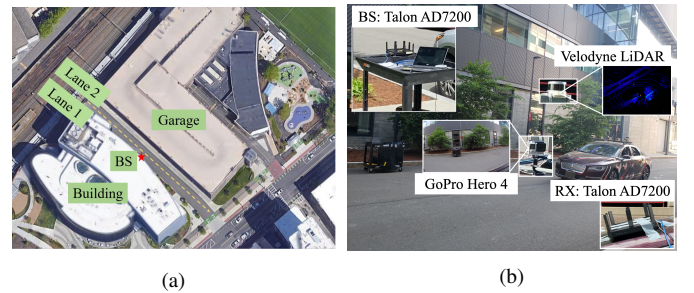 Lane 2
Lane 1
Garage
BS
Building
(a)
BS: Talon AD7200
Velodyne LiDAR
GoPro Hero 4
RX: Talon AD7200
(b)